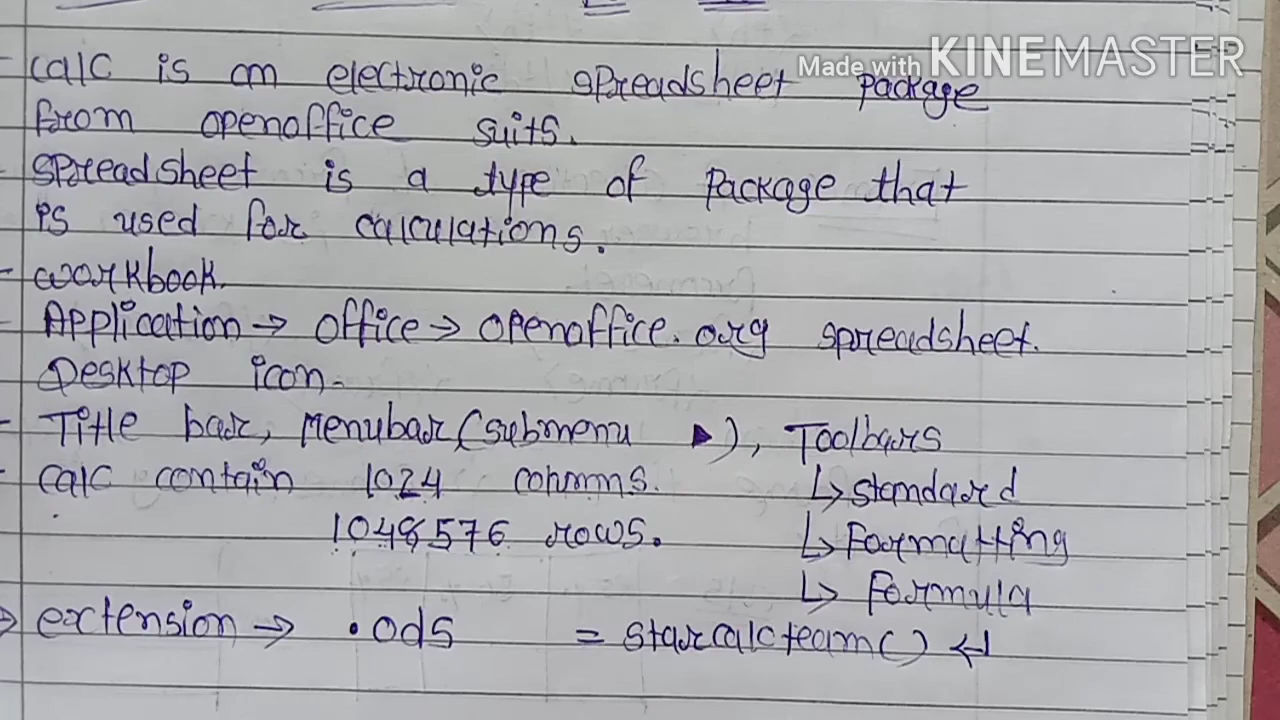 Made with KINEMASTER
- Calc is an electronic spreadsheet package
from openoffice suits.
- spreadsheet is a type of package that
is used for calculations.
- workbook.
- Application → office → openoffice.org spreadsheet.
Desktop icon.
- Title bar, Menubar (submenu ▶), Toolbars
- Calc contain 1024 columns. ↳ standard
1048576 rows. ↳ Formatting
↳ Formula
→ extension → .ods = starcalcteam() ↵